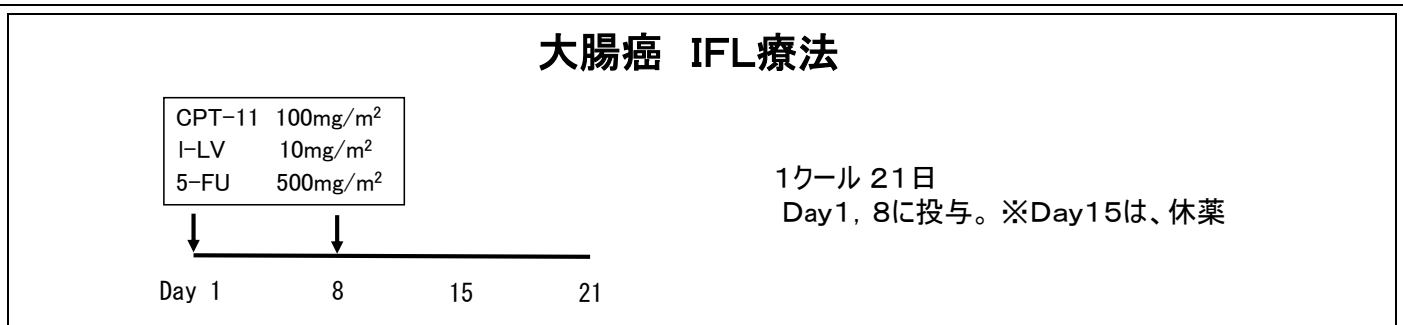 大腸癌 IFL療法
CPT-11 100mg/m²
l-LV 10mg/m²
5-FU 500mg/m²
1クール 21日
Day1，8に投与。※Day15は、休薬
Day 1 8 15 21